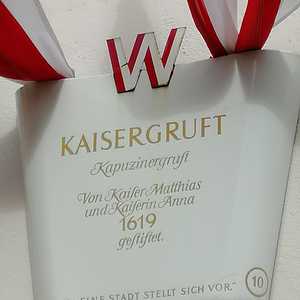 W
KAISERGRUFT
Kapuzinergruft
Von Kaiser Matthias
und Kaiserin Anna
1619
gestiftet.
„EINE STADT STELLT SICH VOR.“
10